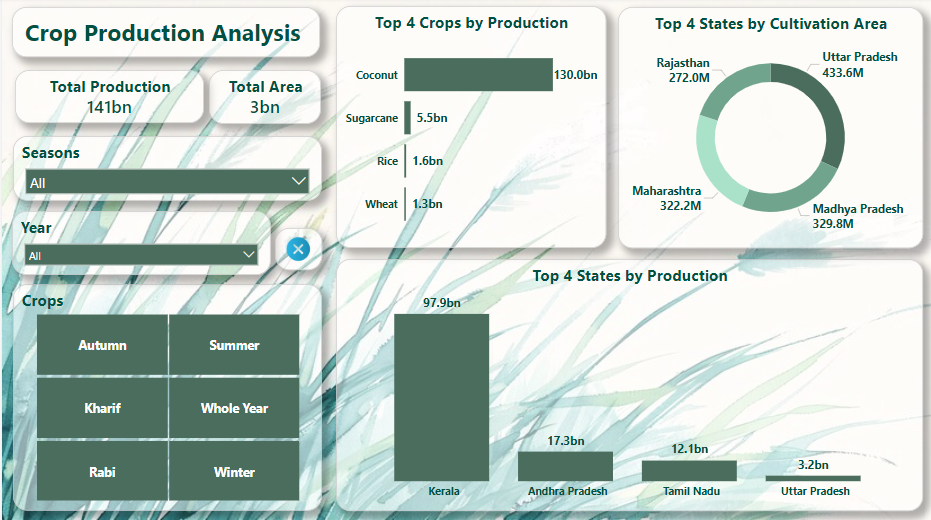 Crop Production Analysis
Total Production
141bn
Total Area
3bn
Seasons
All
Year
All
Crops
Autumn
Summer
Kharif
Whole Year
Rabi
Winter
Top 4 Crops by Production
Coconut
130.0bn
Sugarcane
5.5bn
Rice
1.6bn
Wheat
1.3bn
Top 4 States by Cultivation Area
Rajasthan
272.0M
Uttar Pradesh
433.6M
Maharashtra
322.2M
Madhya Pradesh
329.8M
Top 4 States by Production
97.9bn
17.3bn
12.1bn
3.2bn
Kerala
Andhra Pradesh
Tamil Nadu
Uttar Pradesh